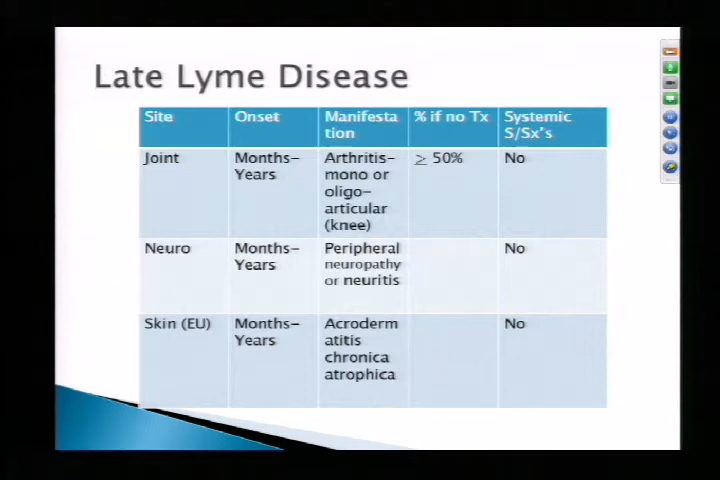 Late Lyme Disease
Site
Onset
Manifesta
tion
% if no Tx
Systemic
S/Sx's
Joint
Months-
Years
Arthritis-
mono or
oligo-
articular
(knee)
≥ 50%
No
Neuro
Months-
Years
Peripheral
neuropathy
or neuritis
No
Skin (EU)
Months-
Years
Acroderm
atitis
chronica
atrophica
No